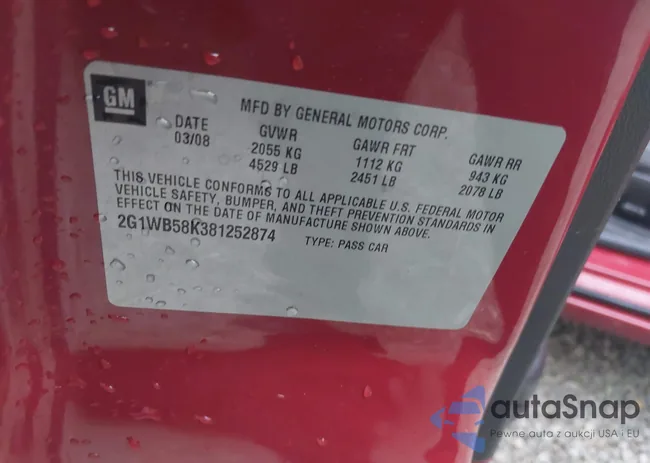 GM
MFD BY GENERAL MOTORS CORP.
DATE GVWR GAWR FRT GAWR RR
03/08 2055 KG 1112 KG 943 KG
4529 LB 2451 LB 2078 LB
THIS VEHICLE CONFORMS TO ALL APPLICABLE U.S. FEDERAL MOTOR
VEHICLE SAFETY, BUMPER, AND THEFT PREVENTION STANDARDS IN
EFFECT ON THE DATE OF MANUFACTURE SHOWN ABOVE.
2G1WB58K381252874 TYPE: PASS CAR
autaSnap
Pewne auta z aukcji USA i EU